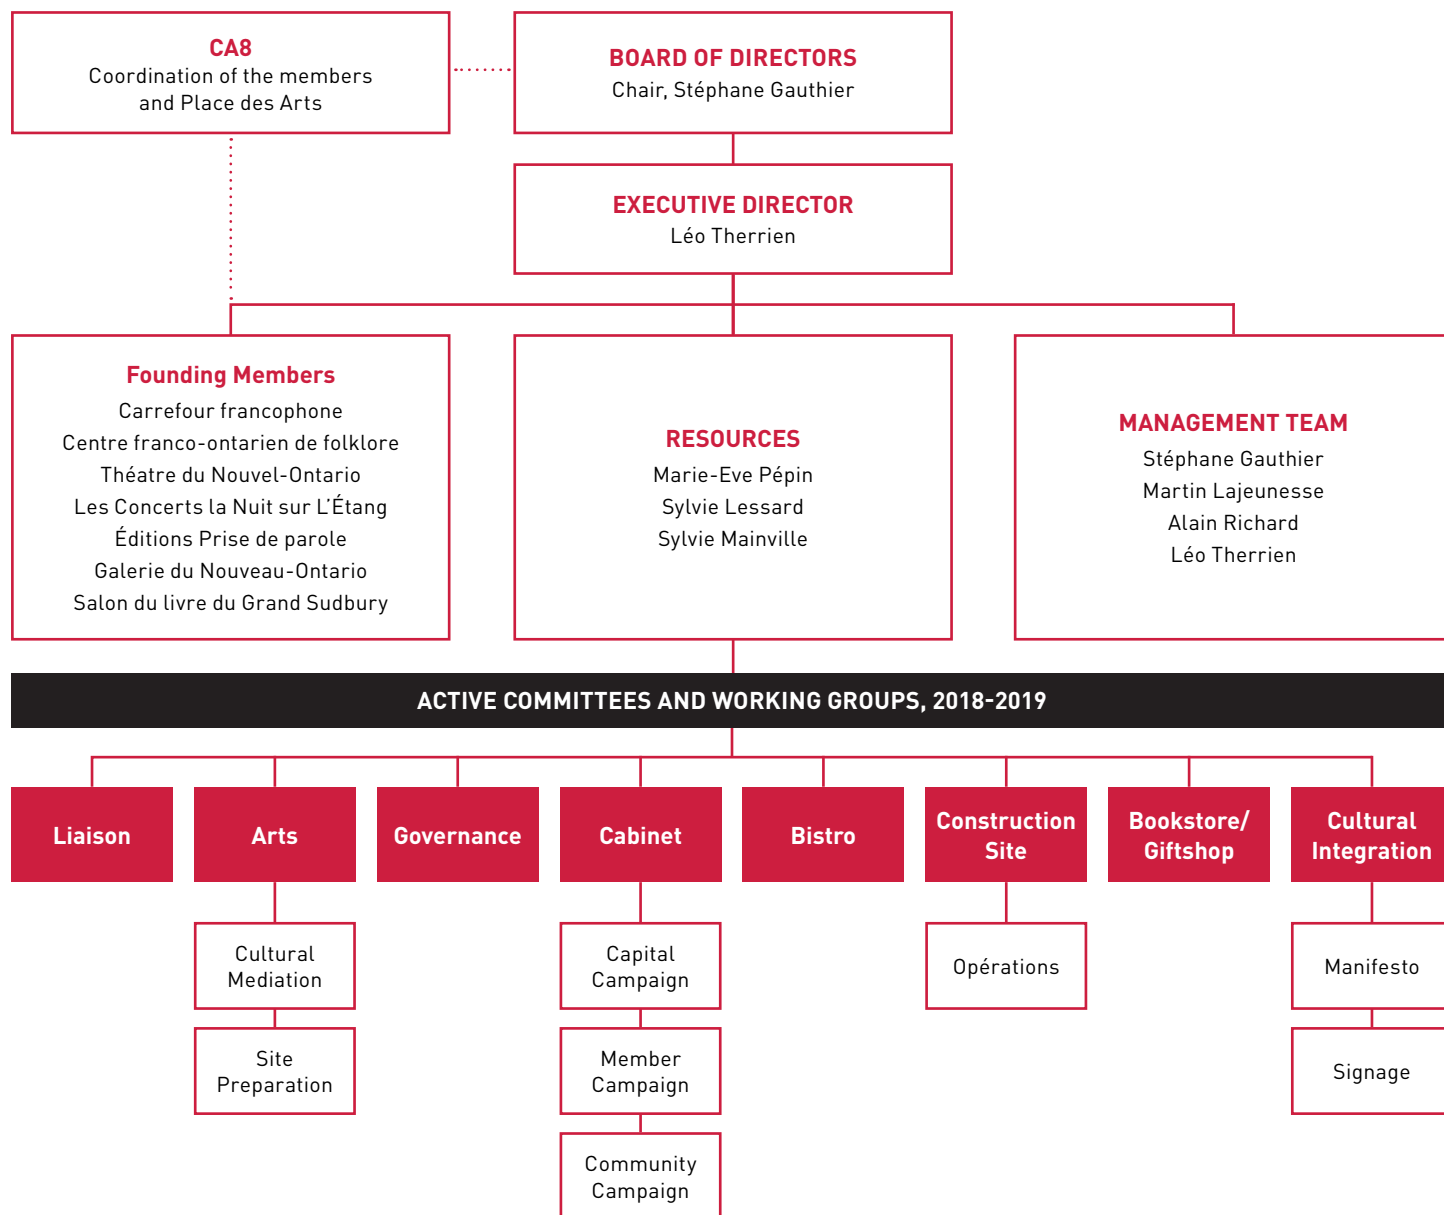 CA8
Coordination of the members
and Place des Arts
BOARD OF DIRECTORS
Chair, Stéphane Gauthier
EXECUTIVE DIRECTOR
Léo Therrien
Founding Members
Carrefour francophone
Centre franco-ontarien de folklore
Théatre du Nouvel-Ontario
Les Concerts la Nuit sur L'Étang
Éditions Prise de parole
Galerie du Nouveau-Ontario
Salon du livre du Grand Sudbury
RESOURCES
Marie-Eve Pépin
Sylvie Lessard
Sylvie Mainville
MANAGEMENT TEAM
Stéphane Gauthier
Martin Lajeunesse
Alain Richard
Léo Therrien
ACTIVE COMMITTEES AND WORKING GROUPS, 2018-2019
Liaison
Arts
Governance
Cabinet
Bistro
Construction
Site
Bookstore/
Giftshop
Cultural
Integration
Cultural
Mediation
Site
Preparation
Capital
Campaign
Member
Campaign
Community
Campaign
Opérations
Manifesto
Signage